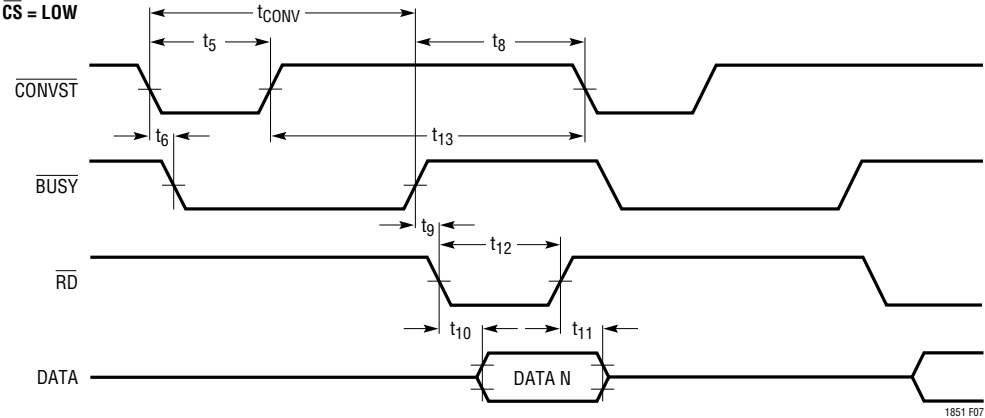 CS = LOW
tCONV
t5
t8
CONVST
t6
t13
BUSY
t9
t12
RD
t10
t11
DATA
DATA N
1851 F07